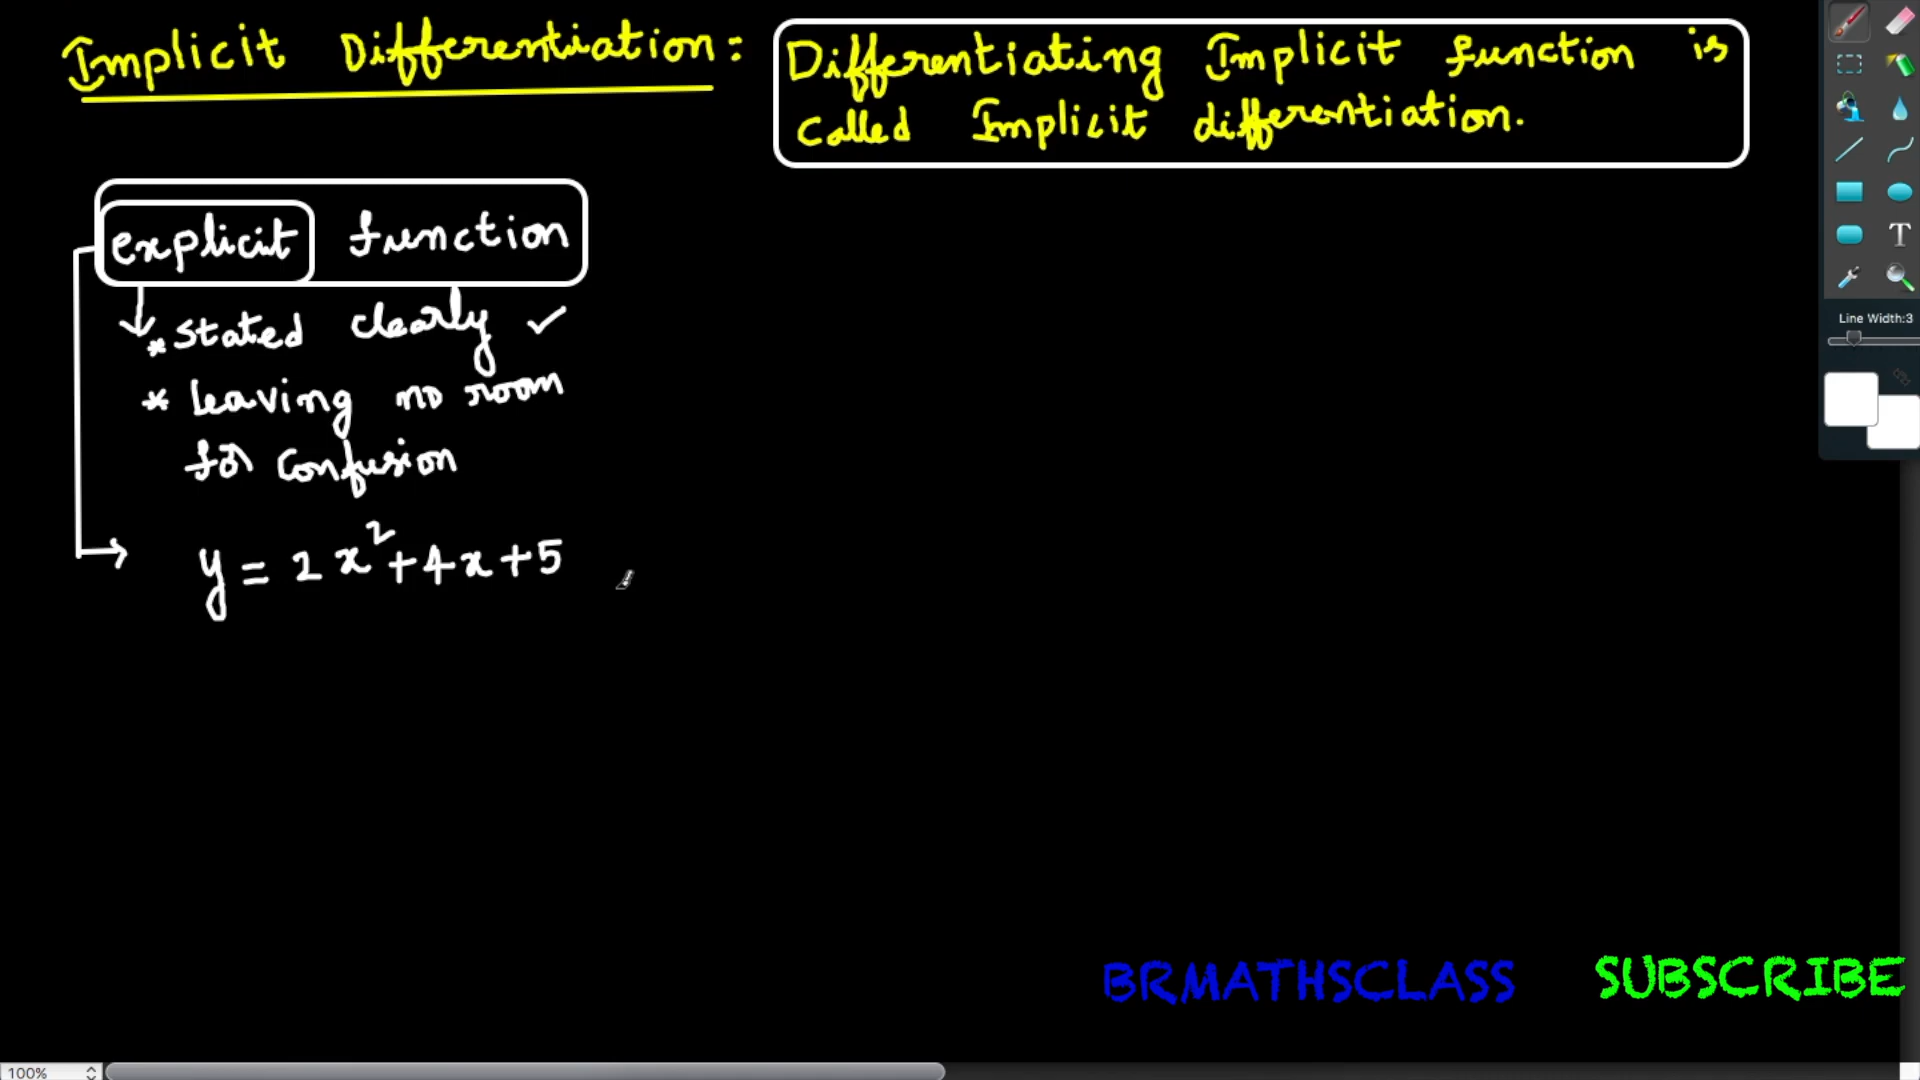 Implicit Differentiation:
Differentiating Implicit function is
called Implicit differentiation.
explicit function
* stated clearly ✓
* leaving no room
for confusion
y = 2x² + 4x + 5
T
Line Width:3
BRMATHSCLASS SUBSCRIBE
100%